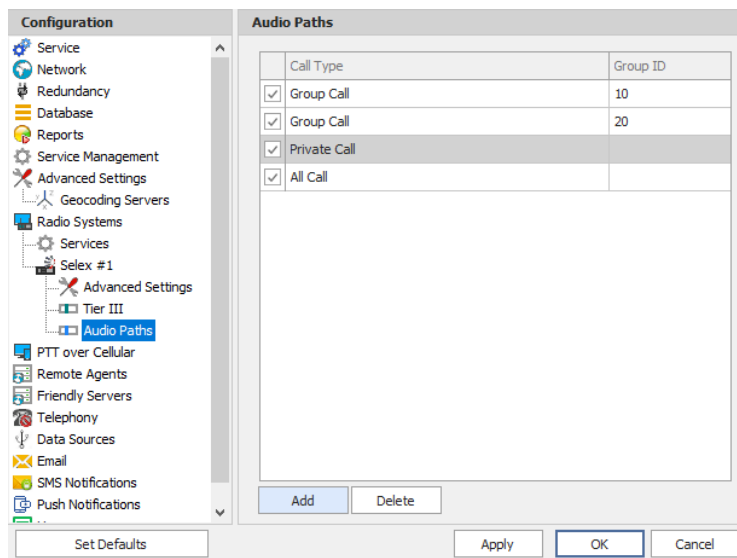 Configuration
Service
Network
Redundancy
Database
Reports
Service Management
Advanced Settings
Geocoding Servers
Radio Systems
Services
Selex #1
Advanced Settings
Tier III
Audio Paths
PTT over Cellular
Remote Agents
Friendly Servers
Telephony
Data Sources
Email
SMS Notifications
Push Notifications
Set Defaults
Audio Paths
Call Type Group ID
Group Call 10
Group Call 20
Private Call
All Call
Add Delete
Apply OK Cancel